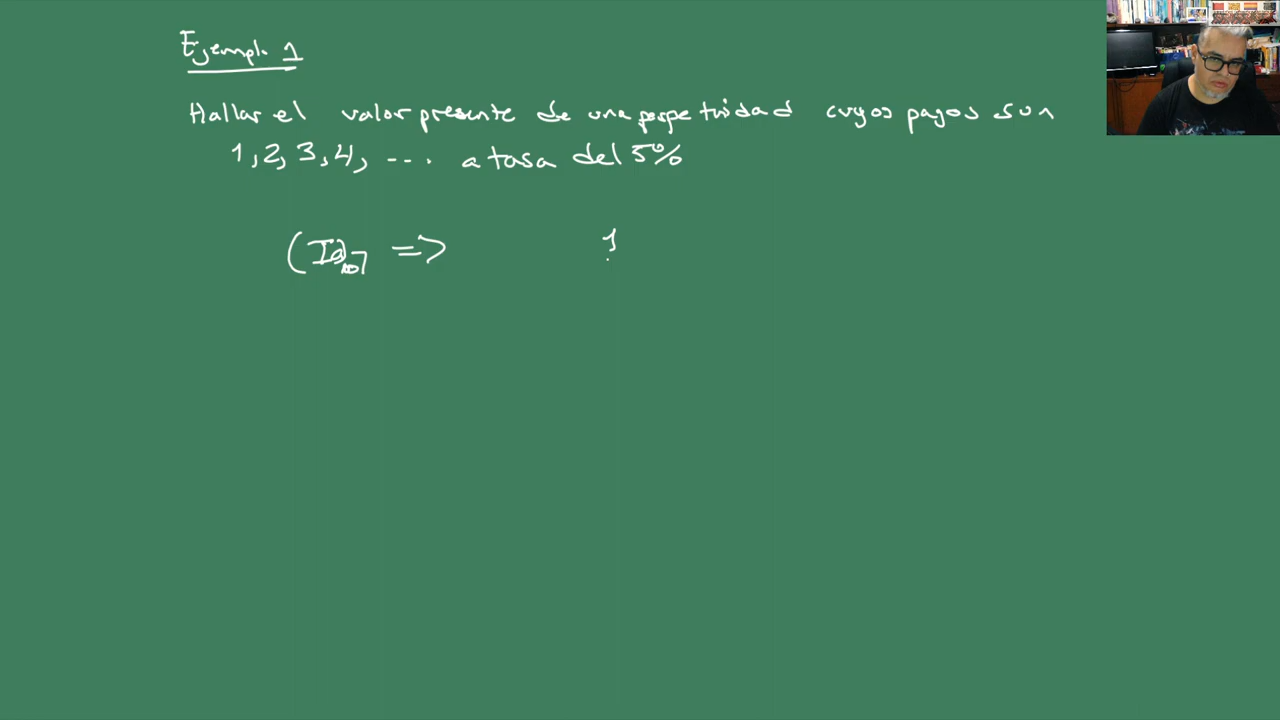 Ejemplo 1
Hallar el valor presente de una perpetuidad cuyos pagos son
1, 2, 3, 4, .... a tasa del 5%
(Ia)∞⌉ => 1